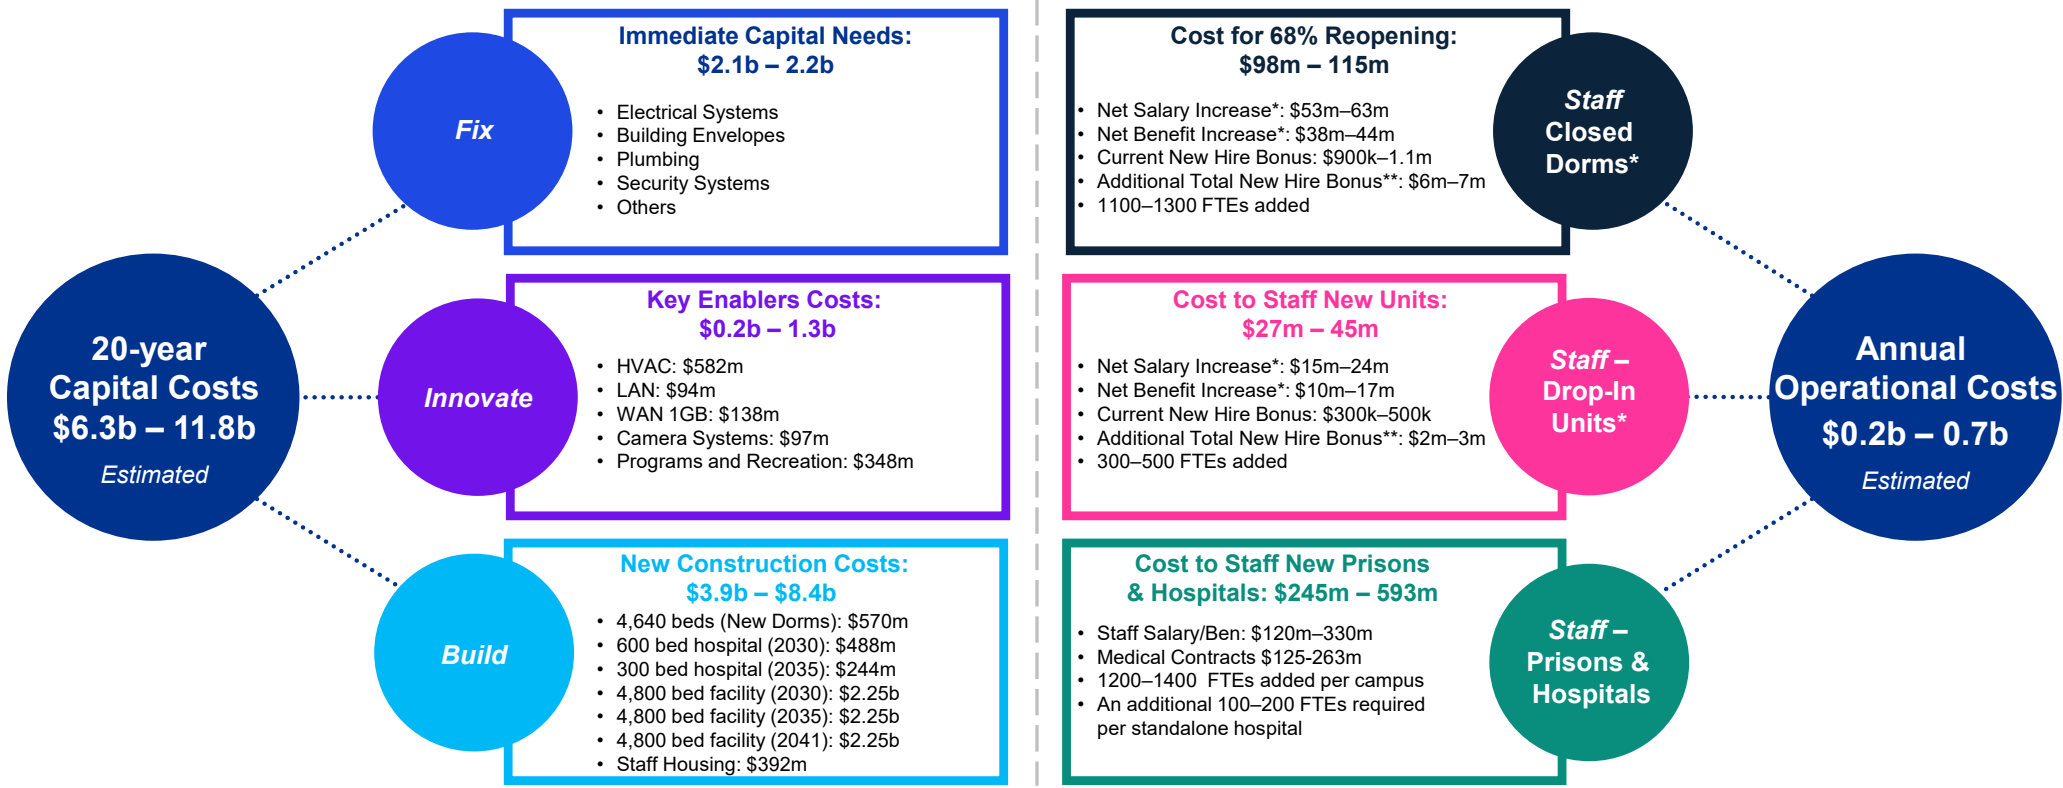 20-year
Capital Costs
$6.3b – 11.8b
Estimated
Fix
Immediate Capital Needs:
$2.1b – 2.2b
• Electrical Systems
• Building Envelopes
• Plumbing
• Security Systems
• Others
Innovate
Key Enablers Costs:
$0.2b – 1.3b
• HVAC: $582m
• LAN: $94m
• WAN 1GB: $138m
• Camera Systems: $97m
• Programs and Recreation: $348m
Build
New Construction Costs:
$3.9b – $8.4b
• 4,640 beds (New Dorms): $570m
• 600 bed hospital (2030): $488m
• 300 bed hospital (2035): $244m
• 4,800 bed facility (2030): $2.25b
• 4,800 bed facility (2035): $2.25b
• 4,800 bed facility (2041): $2.25b
• Staff Housing: $392m
Cost for 68% Reopening:
$98m – 115m
• Net Salary Increase*: $53m–63m
• Net Benefit Increase*: $38m–44m
• Current New Hire Bonus: $900k–1.1m
• Additional Total New Hire Bonus**: $6m–7m
• 1100–1300 FTEs added
Staff
Closed
Dorms*
Cost to Staff New Units:
$27m – 45m
• Net Salary Increase*: $15m–24m
• Net Benefit Increase*: $10m–17m
• Current New Hire Bonus: $300k–500k
• Additional Total New Hire Bonus**: $2m–3m
• 300–500 FTEs added
Staff –
Drop-In
Units*
Cost to Staff New Prisons
& Hospitals: $245m – 593m
• Staff Salary/Ben: $120m–330m
• Medical Contracts $125-263m
• 1200–1400 FTEs added per campus
• An additional 100–200 FTEs required
per standalone hospital
Staff –
Prisons &
Hospitals
Annual
Operational Costs
$0.2b – 0.7b
Estimated